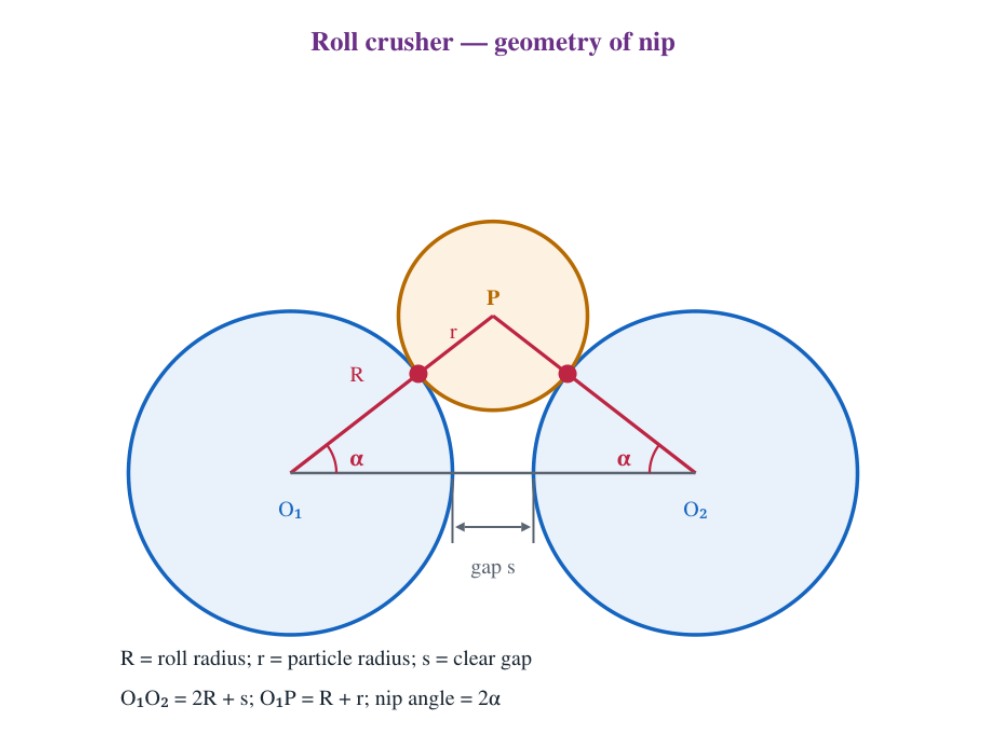 Roll crusher — geometry of nip
P
r
R
α
α
O₁
O₂
gap s
R = roll radius; r = particle radius; s = clear gap
O₁O₂ = 2R + s; O₁P = R + r; nip angle = 2α